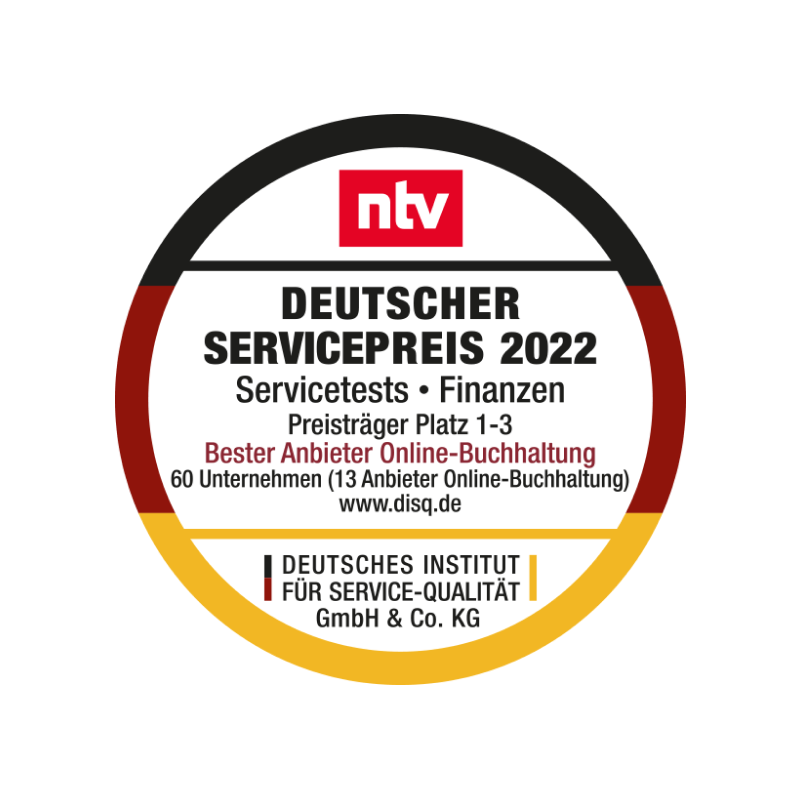 ntv
DEUTSCHER
SERVICEPREIS 2022
Servicetests • Finanzen
Preisträger Platz 1-3
Bester Anbieter Online-Buchhaltung
60 Unternehmen (13 Anbieter Online-Buchhaltung)
www.disq.de
DEUTSCHES INSTITUT
FÜR SERVICE-QUALITÄT
GmbH & Co. KG